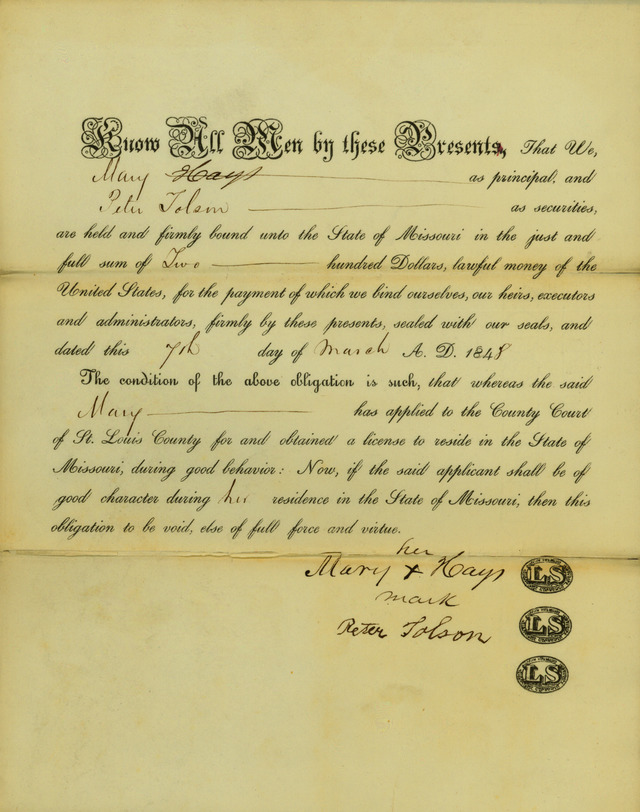 Know All Men by these Presents, That We,
Mary Hays as principal, and
Peter Tolson as securities,
are held and firmly bound unto the State of Missouri in the just and
full sum of Two hundred Dollars, lawful money of the
United States, for the payment of which we bind ourselves, our heirs, executors
and administrators, firmly by these presents, sealed with our seals, and
dated this 7th day of March A. D. 1848
The condition of the above obligation is such, that whereas the said
Mary has applied to the County Court
of St. Louis County for and obtained a license to reside in the State of
Missouri, during good behavior: Now, if the said applicant shall be of
good character during her residence in the State of Missouri, then this
obligation to be void, else of full force and virtue.
her
Mary x Hays LS
mark
Peter Tolson LS
LS